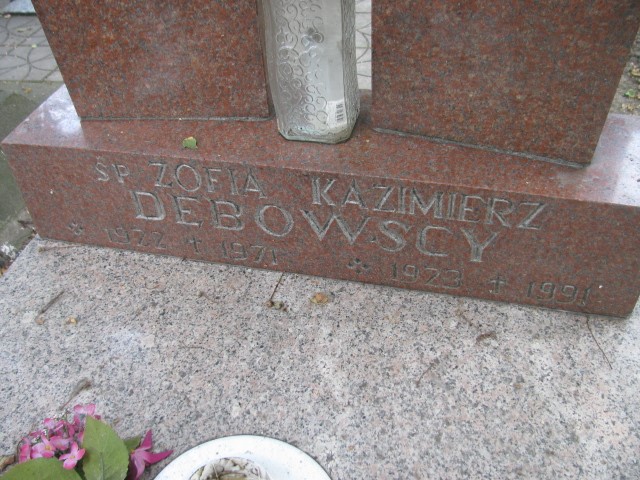 ŚP ZOFIA KAZIMIERZ
DĘBOWSCY
* 1922 + 1971 * 1923 + 1991